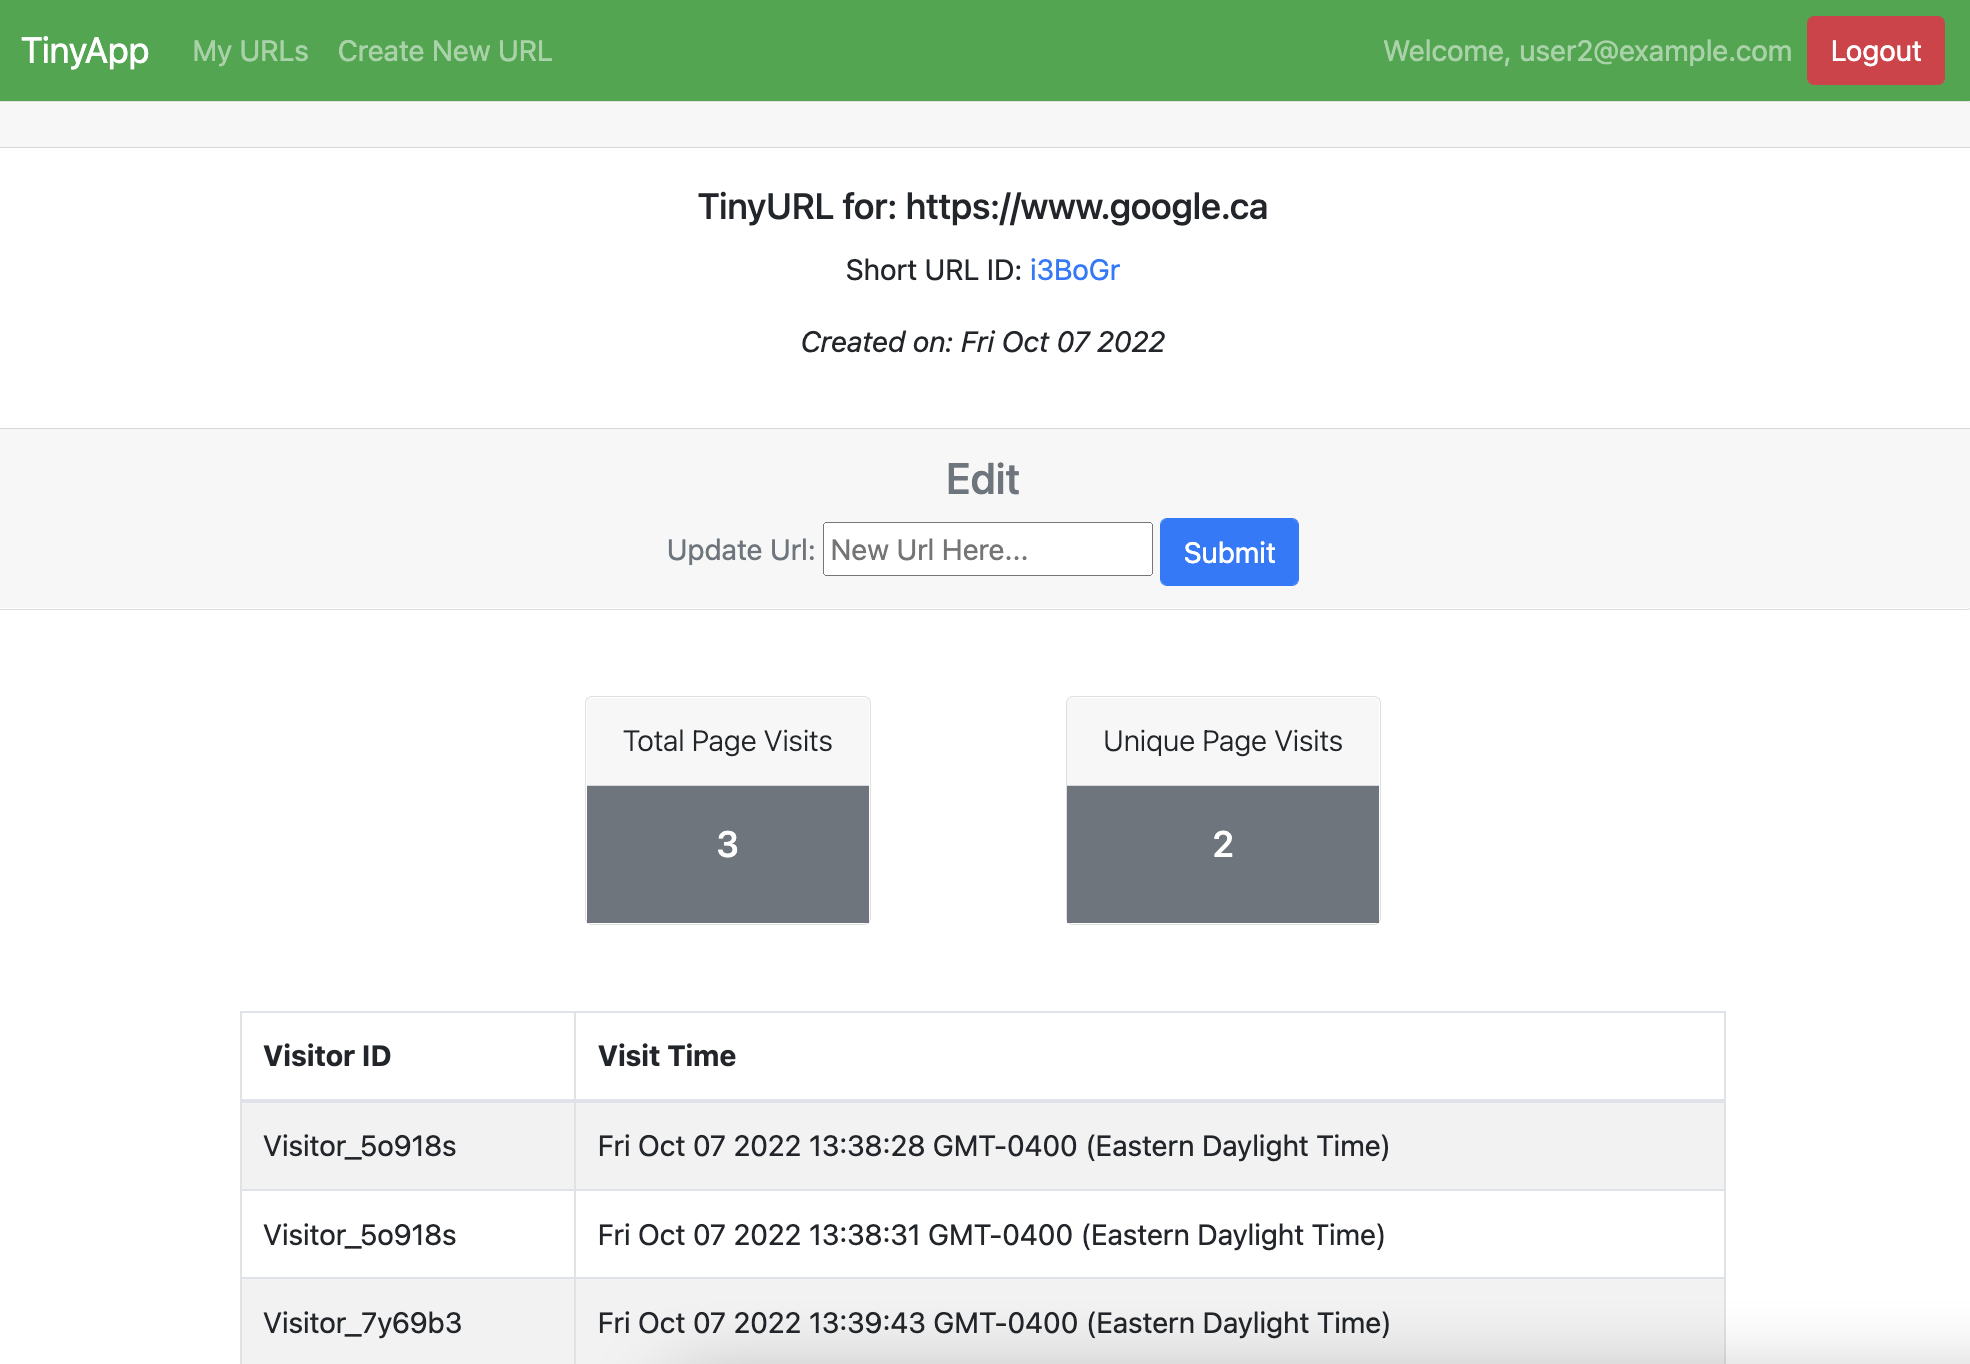 TinyApp My URLs Create New URL Welcome, user2@example.com Logout
TinyURL for: https://www.google.ca
Short URL ID: i3BoGr
Created on: Fri Oct 07 2022
Edit
Update Url: New Url Here... Submit
Total Page Visits Unique Page Visits
3 2
Visitor ID Visit Time
Visitor_5o918s Fri Oct 07 2022 13:38:28 GMT-0400 (Eastern Daylight Time)
Visitor_5o918s Fri Oct 07 2022 13:38:31 GMT-0400 (Eastern Daylight Time)
Visitor_7y69b3 Fri Oct 07 2022 13:39:43 GMT-0400 (Eastern Daylight Time)